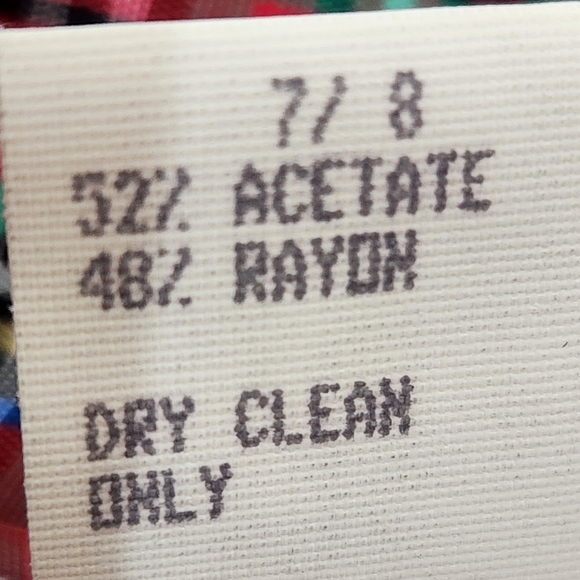 7/ 8
52% ACETATE
48% RAYON
DRY CLEAN
ONLY